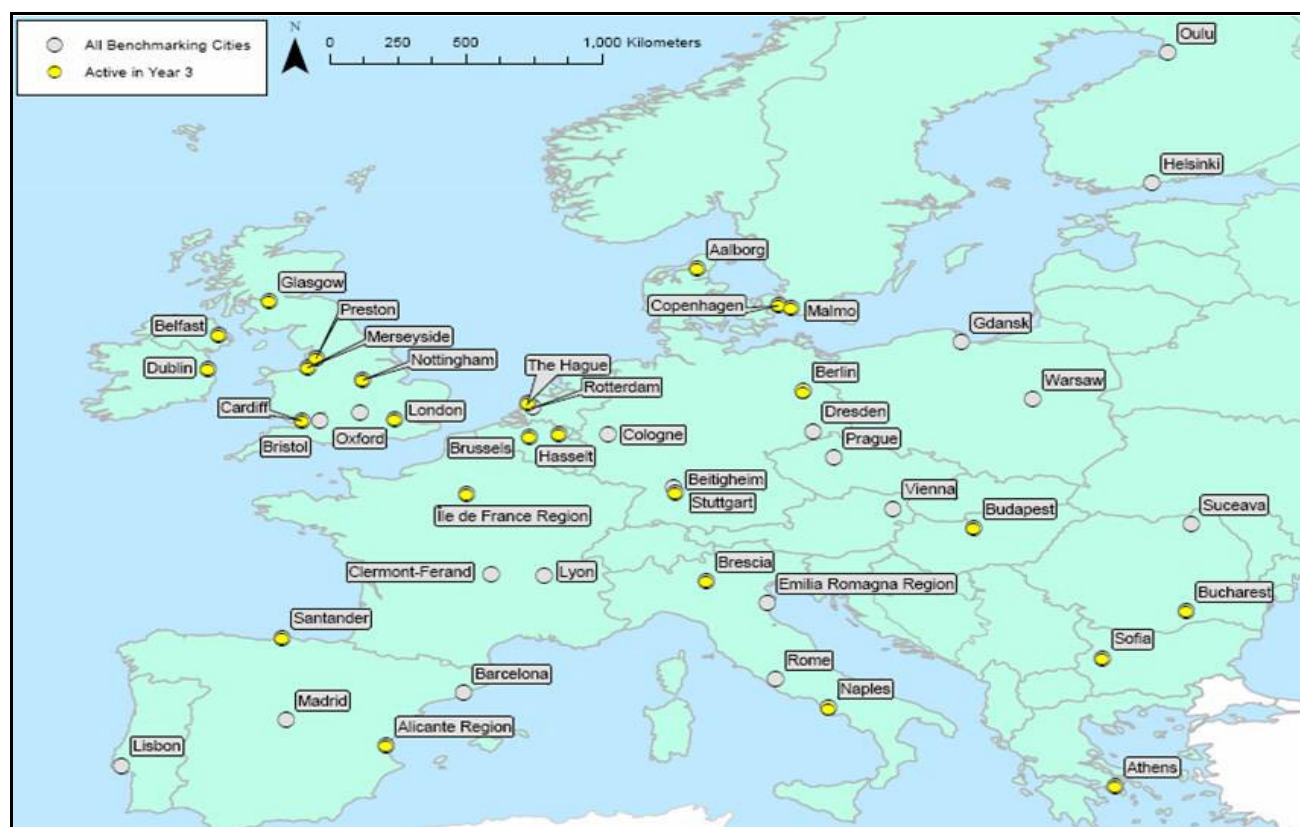 All Benchmarking Cities
Active in Year 3
N
0 250 500 1,000 Kilometers
Oulu
Helsinki
Aalborg
Glasgow
Preston
Copenhagen
Malmo
Belfast
Merseyside
Gdansk
Nottingham
Dublin
The Hague
Berlin
Rotterdam
Warsaw
Cardiff
London
Dresden
Bristol
Oxford
Cologne
Prague
Brussels
Hasselt
Beitigheim
Vienna
Stuttgart
Suceava
Budapest
Île de France Region
Brescia
Clermont-Ferand
Lyon
Emilia Romagna Region
Bucharest
Santander
Sofia
Rome
Barcelona
Naples
Madrid
Alicante Region
Lisbon
Athens